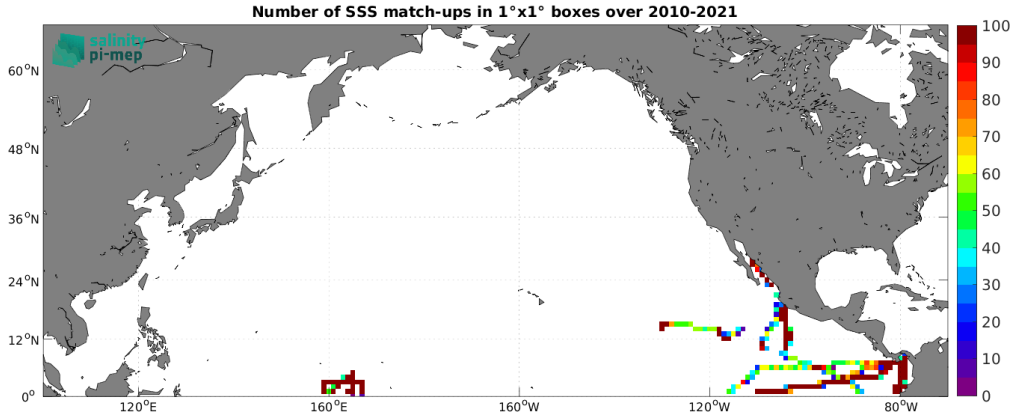 Number of SSS match-ups in 1°x1° boxes over 2010-2021
salinity
pi-mep
60°N
48°N
36°N
24°N
12°N
0°
120°E
160°E
160°W
120°W
80°W
100
90
80
70
60
50
40
30
20
10
0